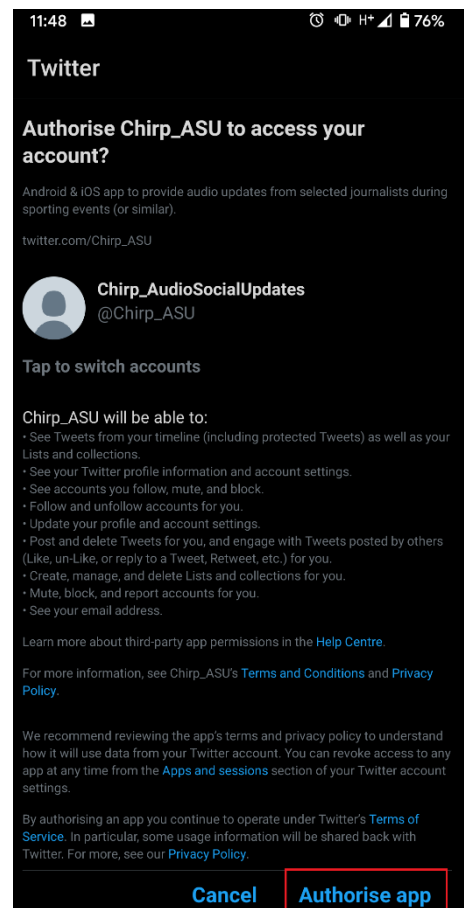 11:48 H+ 76%
Twitter
Authorise Chirp_ASU to access your
account?
Android & iOS app to provide audio updates from selected journalists during
sporting events (or similar).
twitter.com/Chirp_ASU
Chirp_AudioSocialUpdates
@Chirp_ASU
Tap to switch accounts
Chirp_ASU will be able to:
• See Tweets from your timeline (including protected Tweets) as well as your
Lists and collections.
• See your Twitter profile information and account settings.
• See accounts you follow, mute, and block.
• Follow and unfollow accounts for you.
• Update your profile and account settings.
• Post and delete Tweets for you, and engage with Tweets posted by others
(Like, un-Like, or reply to a Tweet, Retweet, etc.) for you.
• Create, manage, and delete Lists and collections for you.
• Mute, block, and report accounts for you.
• See your email address.
Learn more about third-party app permissions in the Help Centre.
For more information, see Chirp_ASU's Terms and Conditions and Privacy
Policy.
We recommend reviewing the app's terms and privacy policy to understand
how it will use data from your Twitter account. You can revoke access to any
app at any time from the Apps and sessions section of your Twitter account
settings.
By authorising an app you continue to operate under Twitter's Terms of
Service. In particular, some usage information will be shared back with
Twitter. For more, see our Privacy Policy.
Cancel Authorise app